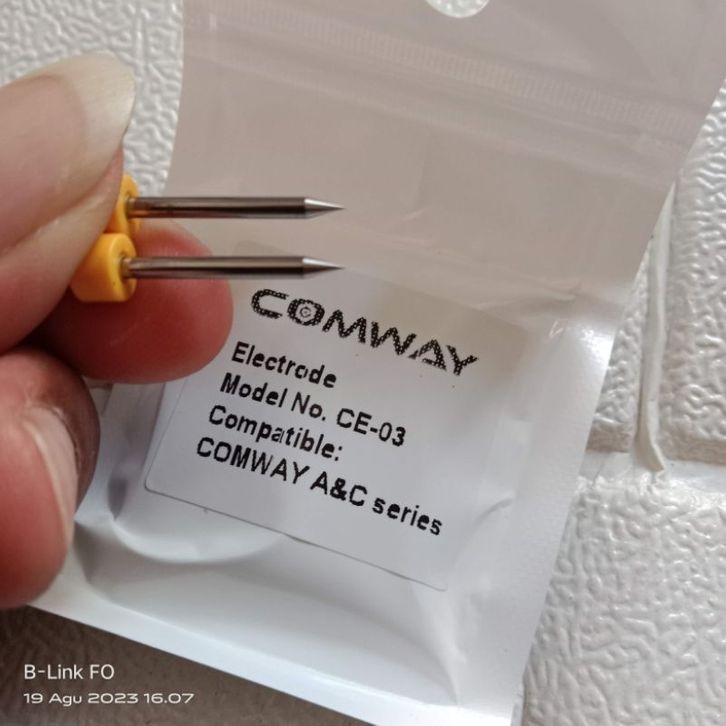 COMWAY
Electrode
Model No. CE-03
Compatible:
COMWAY A&C series
B-Link FO
19 Agu 2023 16.07